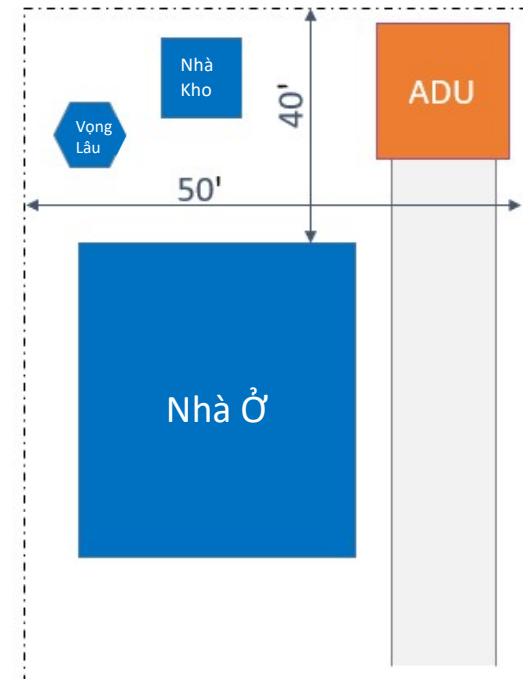 Nhà
Kho
ADU
40'
Vọng
Lâu
50'
Nhà Ở